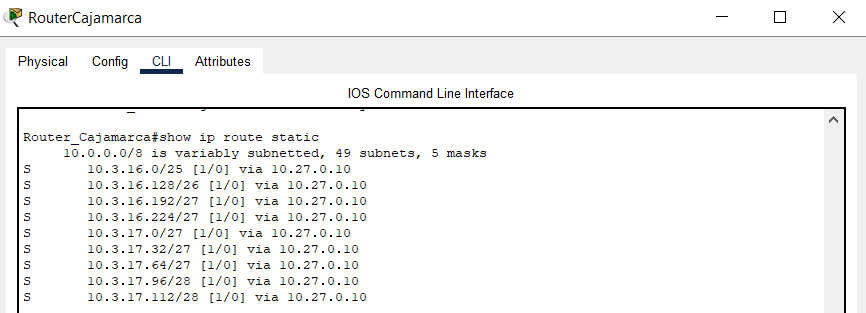 RouterCajamarca
Physical Config CLI Attributes
IOS Command Line Interface
Router_Cajamarca#show ip route static
10.0.0.0/8 is variably subnetted, 49 subnets, 5 masks
S 10.3.16.0/25 [1/0] via 10.27.0.10
S 10.3.16.128/26 [1/0] via 10.27.0.10
S 10.3.16.192/27 [1/0] via 10.27.0.10
S 10.3.16.224/27 [1/0] via 10.27.0.10
S 10.3.17.0/27 [1/0] via 10.27.0.10
S 10.3.17.32/27 [1/0] via 10.27.0.10
S 10.3.17.64/27 [1/0] via 10.27.0.10
S 10.3.17.96/28 [1/0] via 10.27.0.10
S 10.3.17.112/28 [1/0] via 10.27.0.10